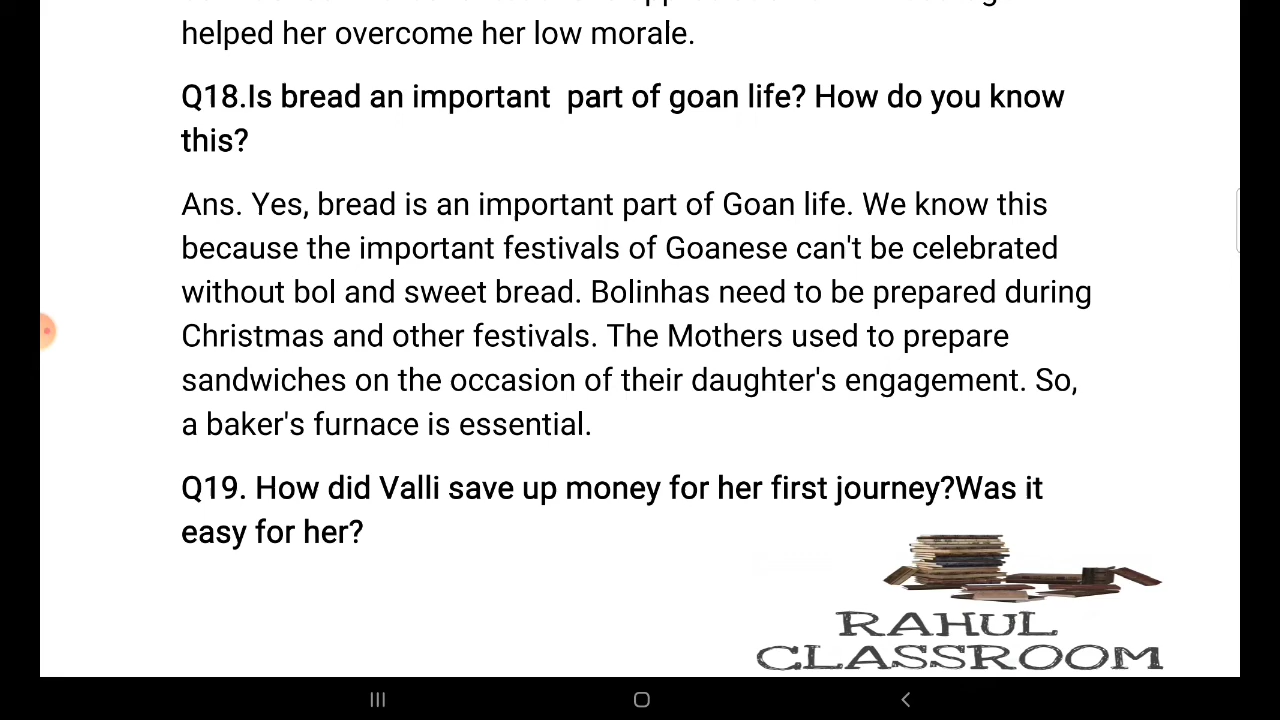 helped her overcome her low morale.
Q18.Is bread an important  part of goan life? How do you know
this?
Ans. Yes, bread is an important part of Goan life. We know this
because the important festivals of Goanese can't be celebrated
without bol and sweet bread. Bolinhas need to be prepared during
Christmas and other festivals. The Mothers used to prepare
sandwiches on the occasion of their daughter's engagement. So,
a baker's furnace is essential.
Q19. How did Valli save up money for her first journey?Was it
easy for her?
RAHUL
CLASSROOM